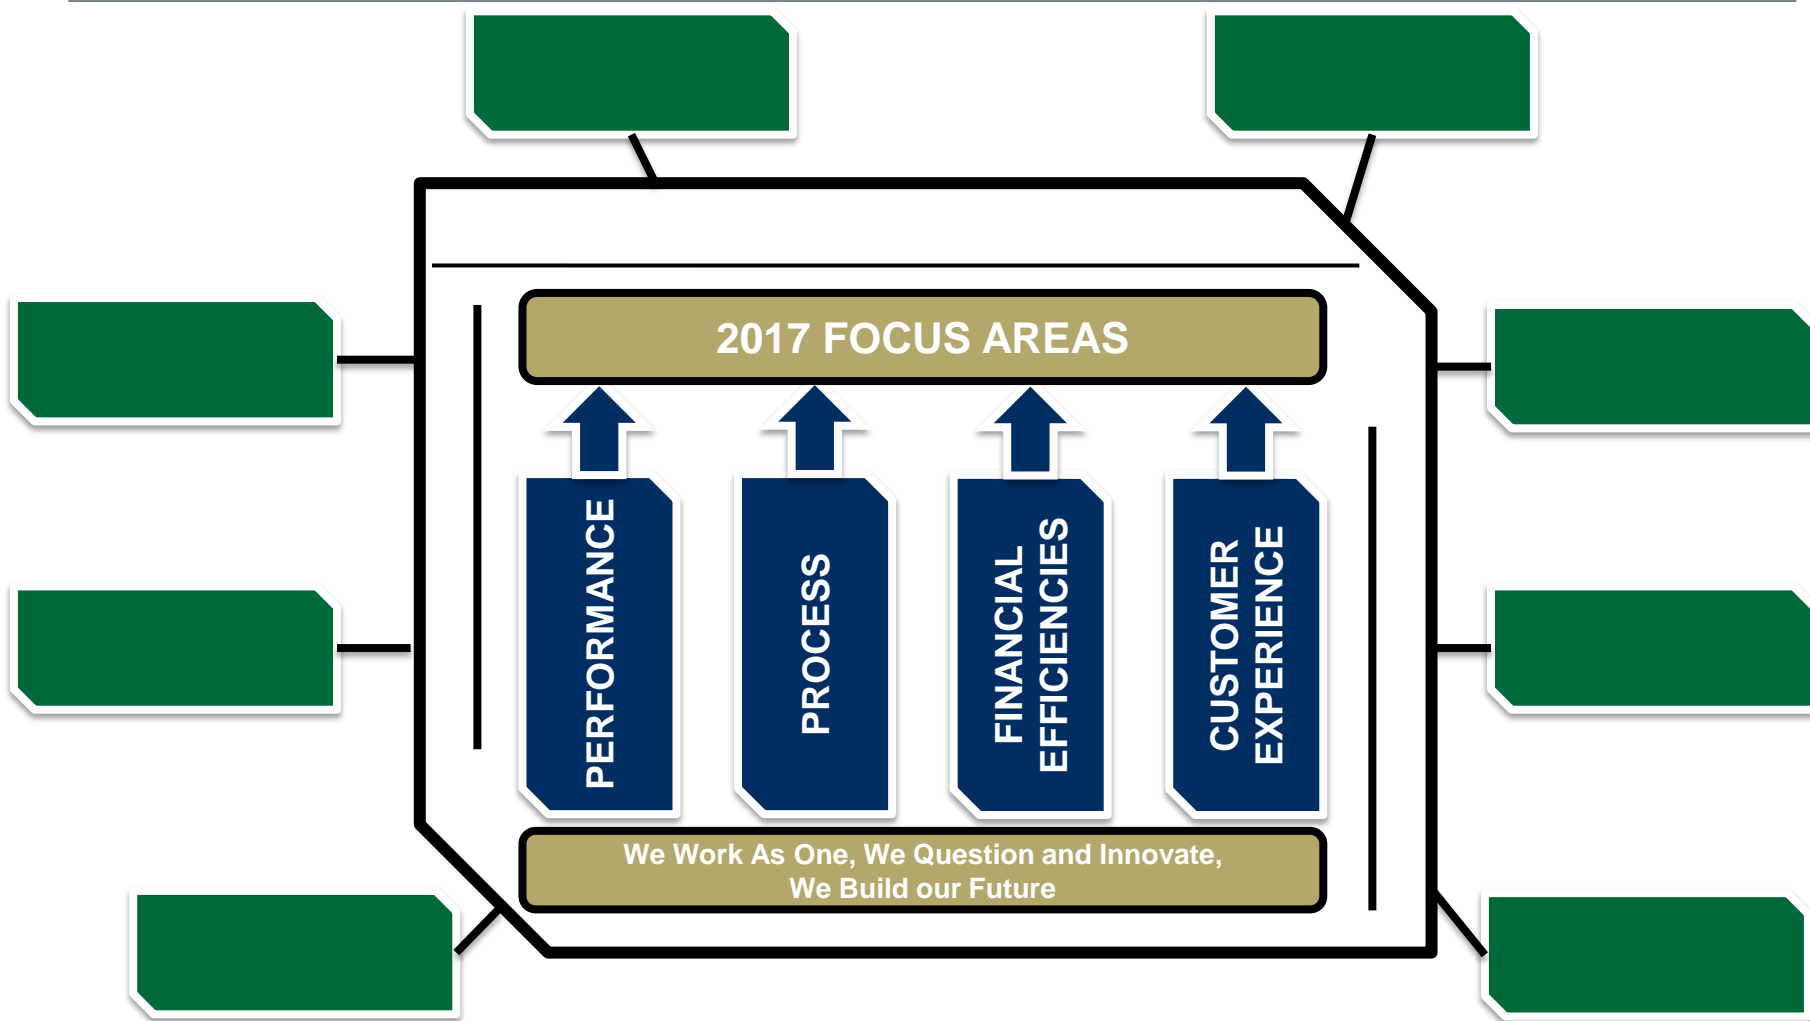 2017 FOCUS AREAS
PERFORMANCE
PROCESS
FINANCIAL
EFFICIENCIES
CUSTOMER
EXPERIENCE
We Work As One, We Question and Innovate,
We Build our Future